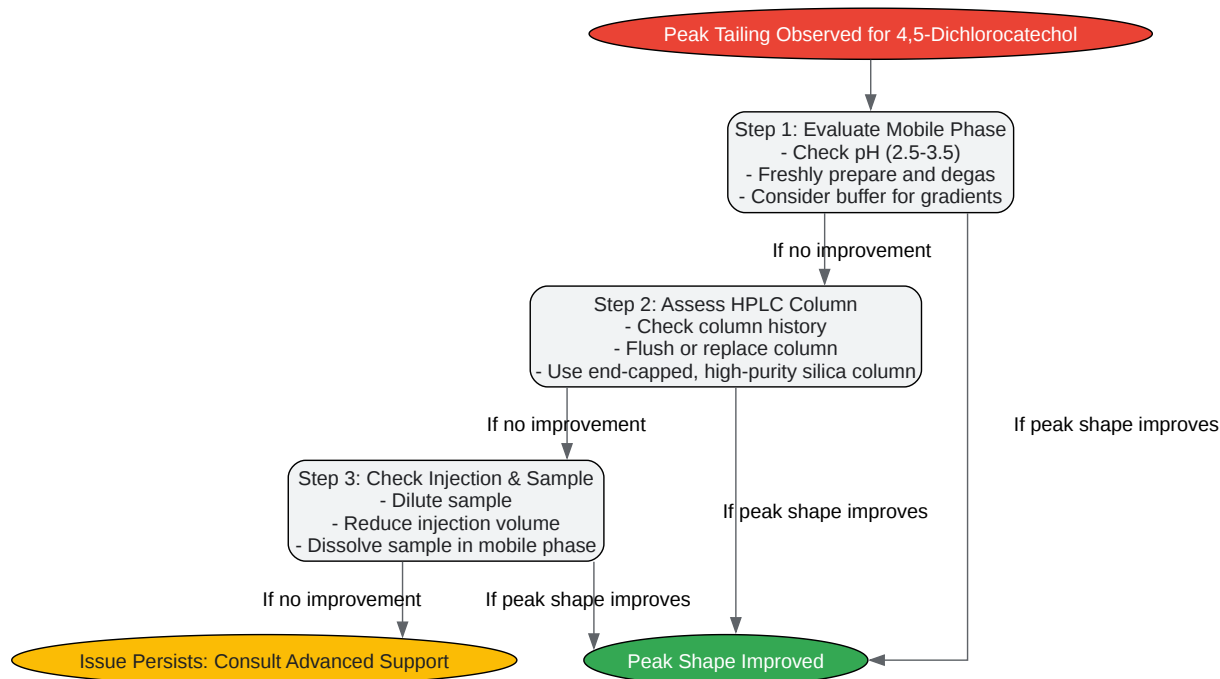 Peak Tailing Observed for 4,5-Dichlorocatechol
Step 1: Evaluate Mobile Phase
- Check pH (2.5-3.5)
- Freshly prepare and degas
- Consider buffer for gradients
If no improvement
Step 2: Assess HPLC Column
- Check column history
- Flush or replace column
- Use end-capped, high-purity silica column
If no improvement
If peak shape improves
Step 3: Check Injection & Sample
- Dilute sample
- Reduce injection volume
- Dissolve sample in mobile phase
If peak shape improves
If no improvement
If peak shape improves
Issue Persists: Consult Advanced Support
Peak Shape Improved